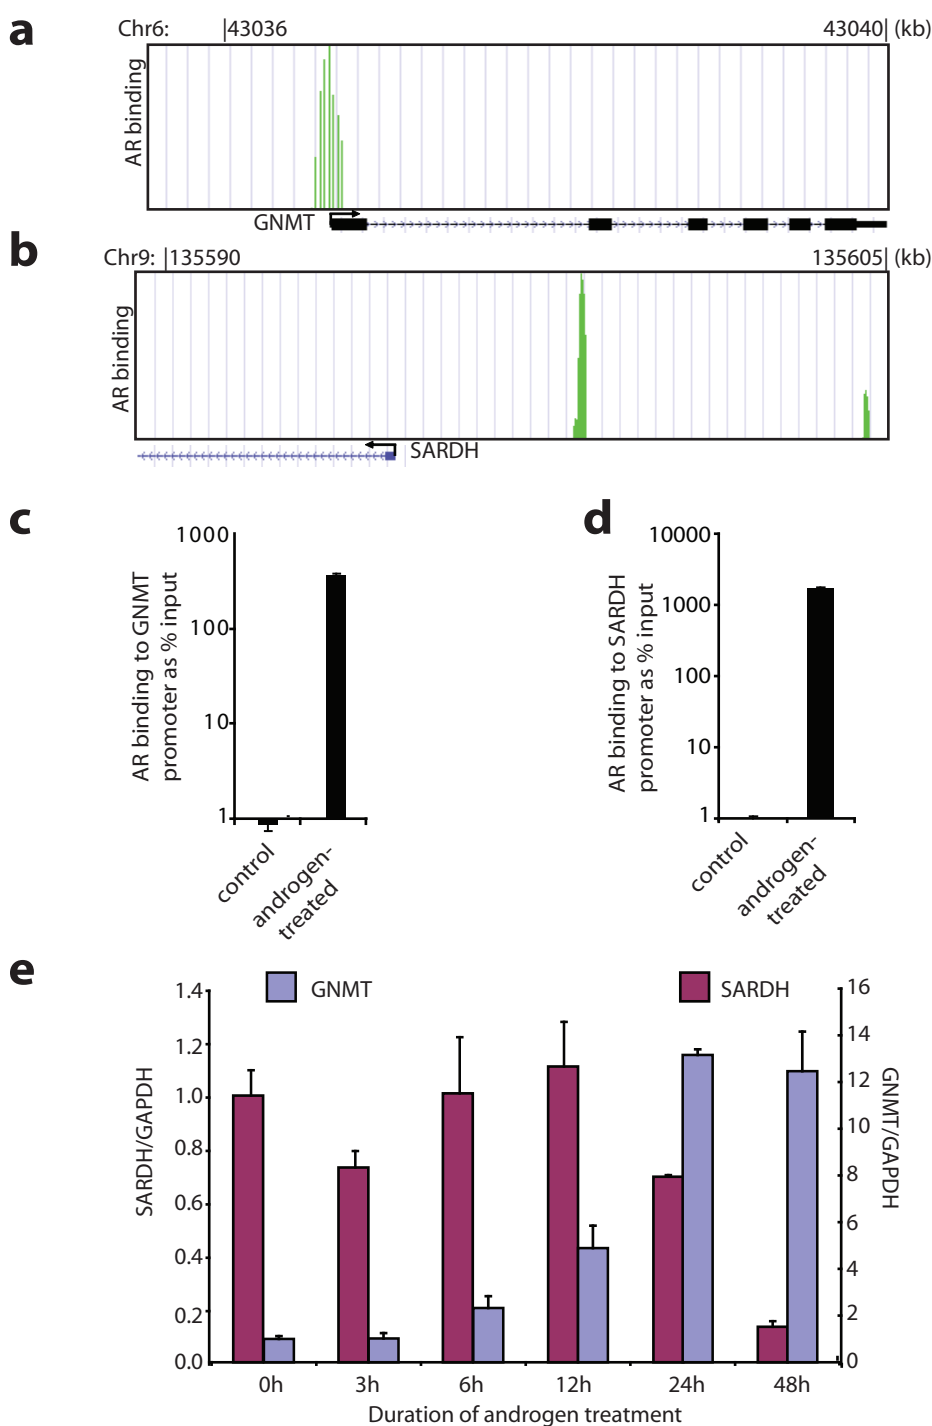 a
Chr6: |43036 43040| (kb)
AR binding
GNMT
b
Chr9: |135590 135605| (kb)
AR binding
SARDH
c
AR binding to GNMT
promoter as % input
1000
100
10
1
control
androgen-
treated
d
AR binding to SARDH
promoter as % input
10000
1000
100
10
1
control
androgen-
treated
e
GNMT
SARDH
SARDH/GAPDH
1.4
1.2
1.0
0.8
0.6
0.4
0.2
0.0
16
14
12
10
8
6
4
2
0
GNMT/GAPDH
0h 3h 6h 12h 24h 48h
Duration of androgen treatment